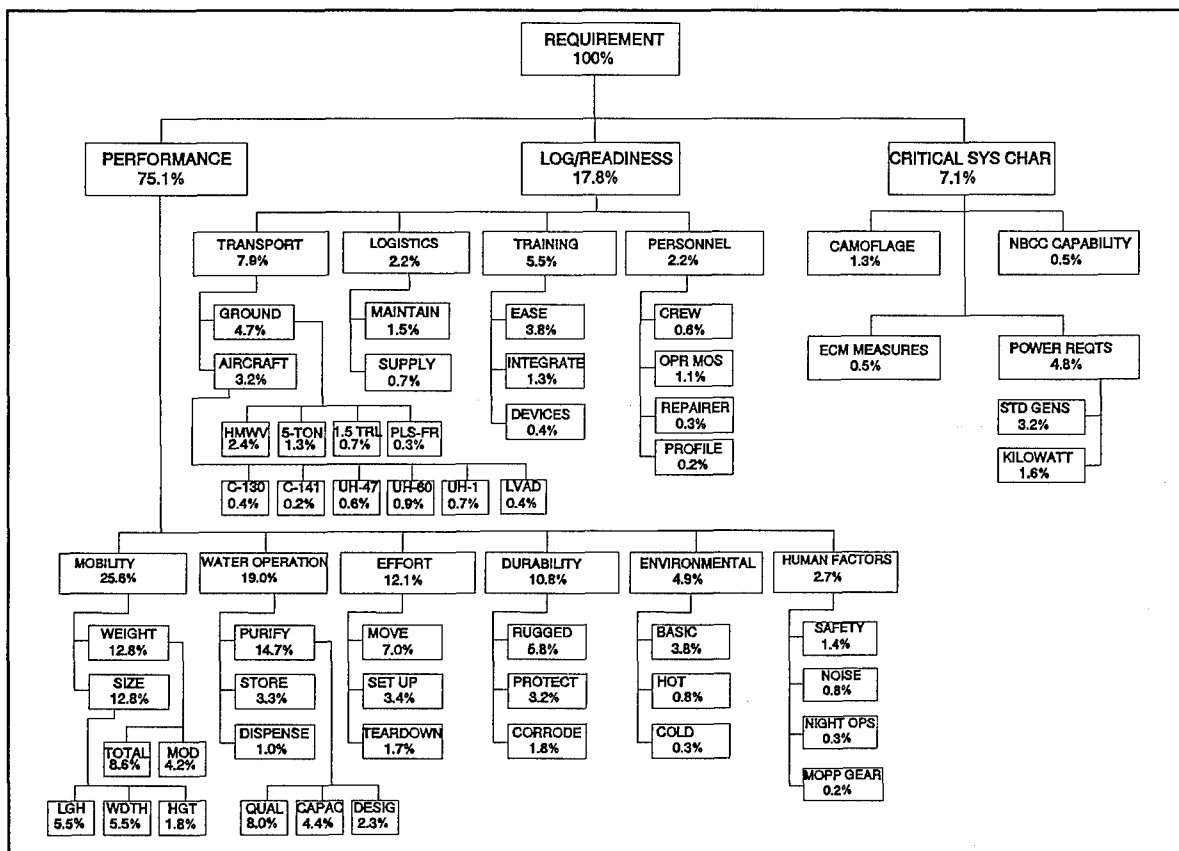 REQUIREMENT
100%
PERFORMANCE
75.1%
LOG/READINESS
17.8%
CRITICAL SYS CHAR
7.1%
TRANSPORT
7.9%
LOGISTICS
2.2%
TRAINING
5.5%
PERSONNEL
2.2%
CAMOFLAGE
1.3%
NBCC CAPABILITY
0.5%
GROUND
4.7%
AIRCRAFT
3.2%
MAINTAIN
1.5%
SUPPLY
0.7%
EASE
3.8%
INTEGRATE
1.3%
DEVICES
0.4%
CREW
0.6%
OPR MOS
1.1%
REPAIRER
0.3%
PROFILE
0.2%
ECM MEASURES
0.5%
POWER REQTS
4.8%
STD GENS
3.2%
KILOWATT
1.6%
HMWV
2.4%
5-TON
1.3%
1.5 TRL
0.7%
PLS-FR
0.3%
C-130
0.4%
C-141
0.2%
UH-47
0.6%
UH-60
0.9%
UH-1
0.7%
LVAD
0.4%
MOBILITY
25.6%
WATER OPERATION
19.0%
EFFORT
12.1%
DURABILITY
10.8%
ENVIRONMENTAL
4.9%
HUMAN FACTORS
2.7%
WEIGHT
12.8%
SIZE
12.8%
TOTAL
8.6%
MOD
4.2%
LGH
5.5%
WDTH
5.5%
HGT
1.8%
PURIFY
14.7%
STORE
3.3%
DISPENSE
1.0%
QUAL
8.0%
CAPAC
4.4%
DESIG
2.3%
MOVE
7.0%
SET UP
3.4%
TEARDOWN
1.7%
RUGGED
5.8%
PROTECT
3.2%
CORRODE
1.8%
BASIC
3.8%
HOT
0.8%
COLD
0.3%
SAFETY
1.4%
NOISE
0.8%
NIGHT OPS
0.3%
MOPP GEAR
0.2%